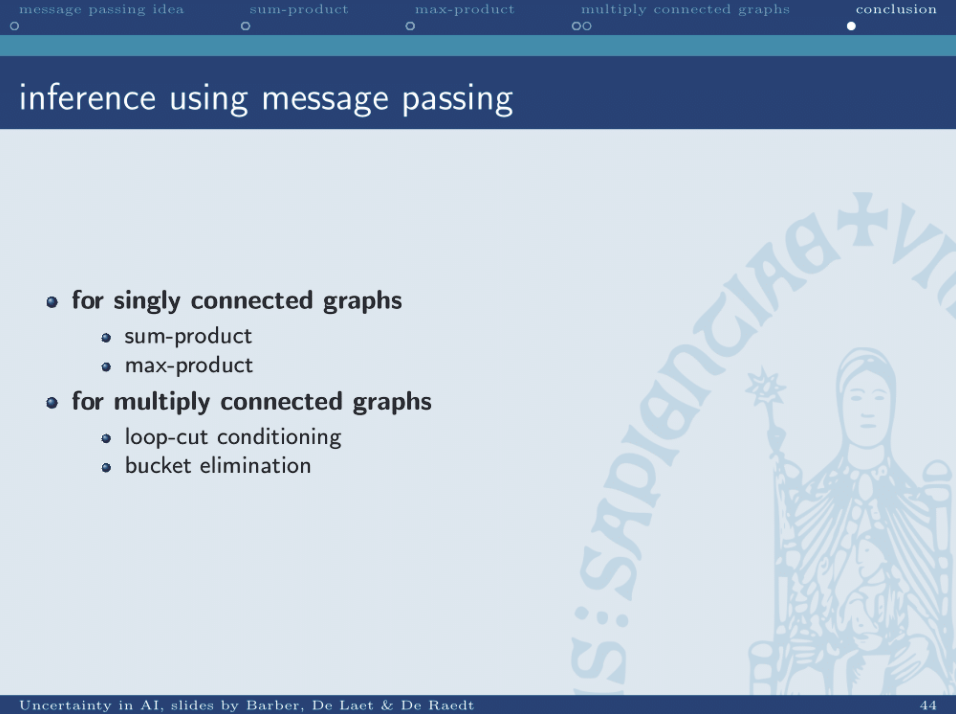 message passing idea sum-product max-product multiply connected graphs conclusion
inference using message passing
for singly connected graphs
sum-product
max-product
for multiply connected graphs
loop-cut conditioning
bucket elimination
S:SAPIENTIAE
Uncertainty in AI, slides by Barber, De Laet & De Raedt 44